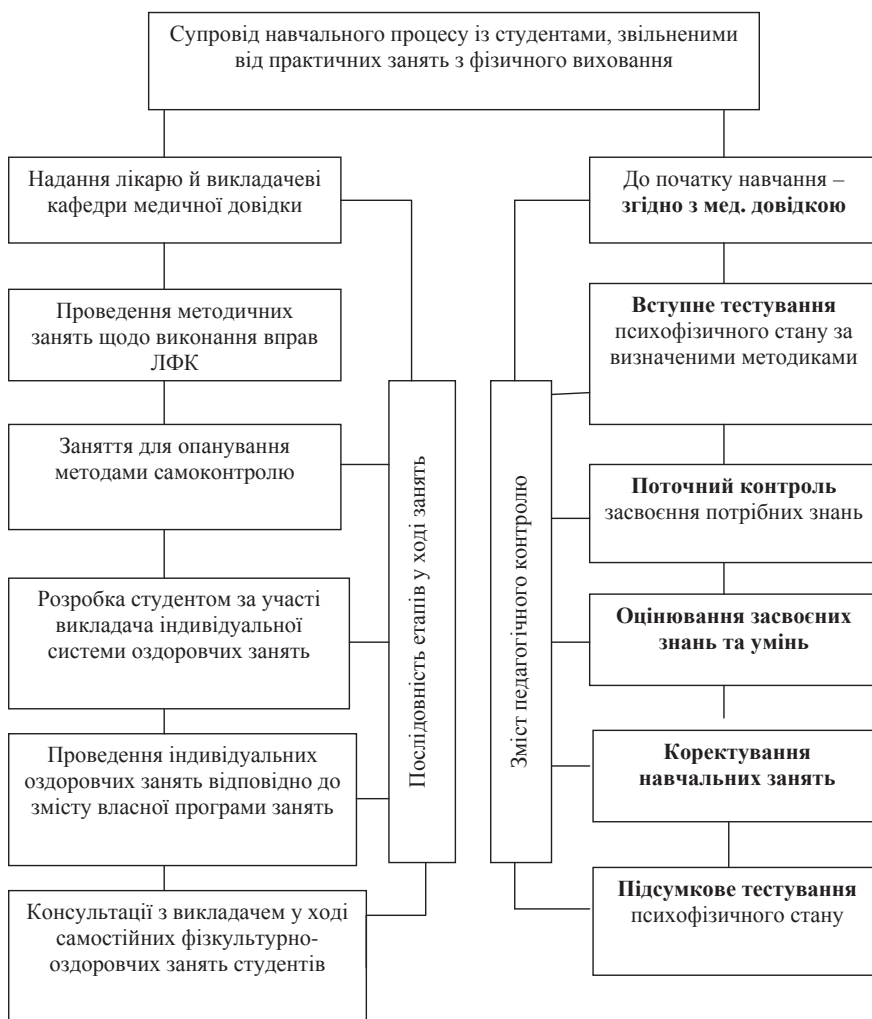 Супровід навчального процесу із студентами, звільненими
від практичних занять з фізичного виховання
Надання лікарю й викладачеві
кафедри медичної довідки
Проведення методичних
занять щодо виконання вправ
ЛФК
Заняття для опанування
методами самоконтролю
Розробка студентом за участі
викладача індивідуальної
системи оздоровчих занять
Проведення індивідуальних
оздоровчих занять відповідно до
змісту власної програми занять
Консультації з викладачем у ході
самостійних фізкультурно-
оздоровчих занять студентів
Послідовність етапів у ході занять
Зміст педагогічного контролю
До початку навчання –
згідно з мед. довідкою
Вступне тестування
психофізичного стану за
визначеними методиками
Поточний контроль
засвоєння потрібних знань
Оцінювання засвоєних
знань та умінь
Коректування
навчальних занять
Підсумкове тестування
психофізичного стану